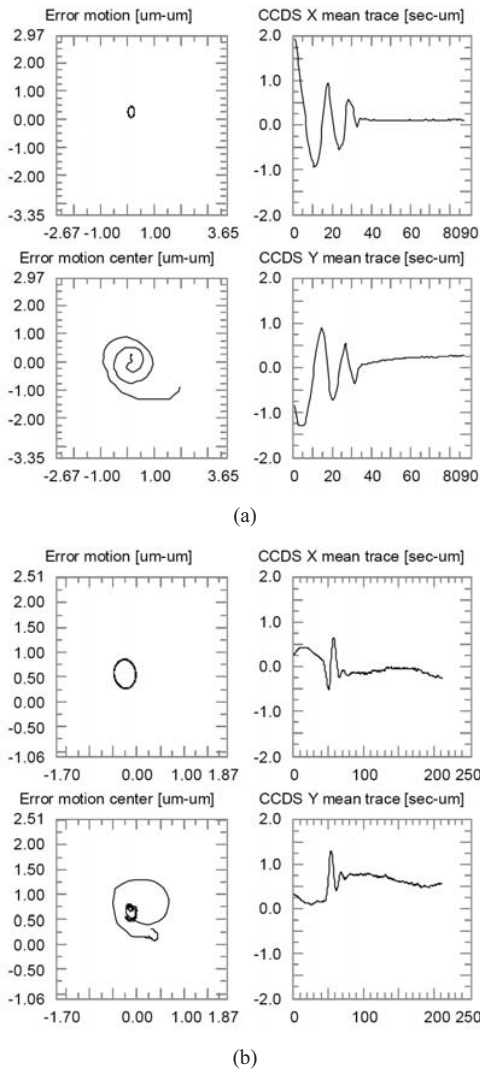 Error motion [um-um]
2.97
2.00
1.00
0.00
-1.00
-2.00
-3.35
-2.67 -1.00 1.00 3.65
CCDS X mean trace [sec-um]
2.0
1.0
0.0
-1.0
-2.0
0 20 40 60 8090
Error motion center [um-um]
2.97
2.00
1.00
0.00
-1.00
-2.00
-3.35
-2.67 -1.00 1.00 3.65
CCDS Y mean trace [sec-um]
2.0
1.0
0.0
-1.0
2.0
0 20 40 60 8090
(a)
Error motion [um-um]
2.51
2.00
1.50
1.00
0.50
0.00
-0.50
-1.06
-1.70 0.00 1.00 1.87
CCDS X mean trace [sec-um]
2.0
1.0
0.0
-1.0
2.0
0 100 200 250
Error motion center [um-um]
2.51
2.00
1.50
1.00
0.50
0.00
-0.50
-1.06
-1.70 0.00 1.00 1.87
CCDS Y mean trace [sec-um]
2.0
1.0
0.0
-1.0
2.0
0 100 200 250
(b)